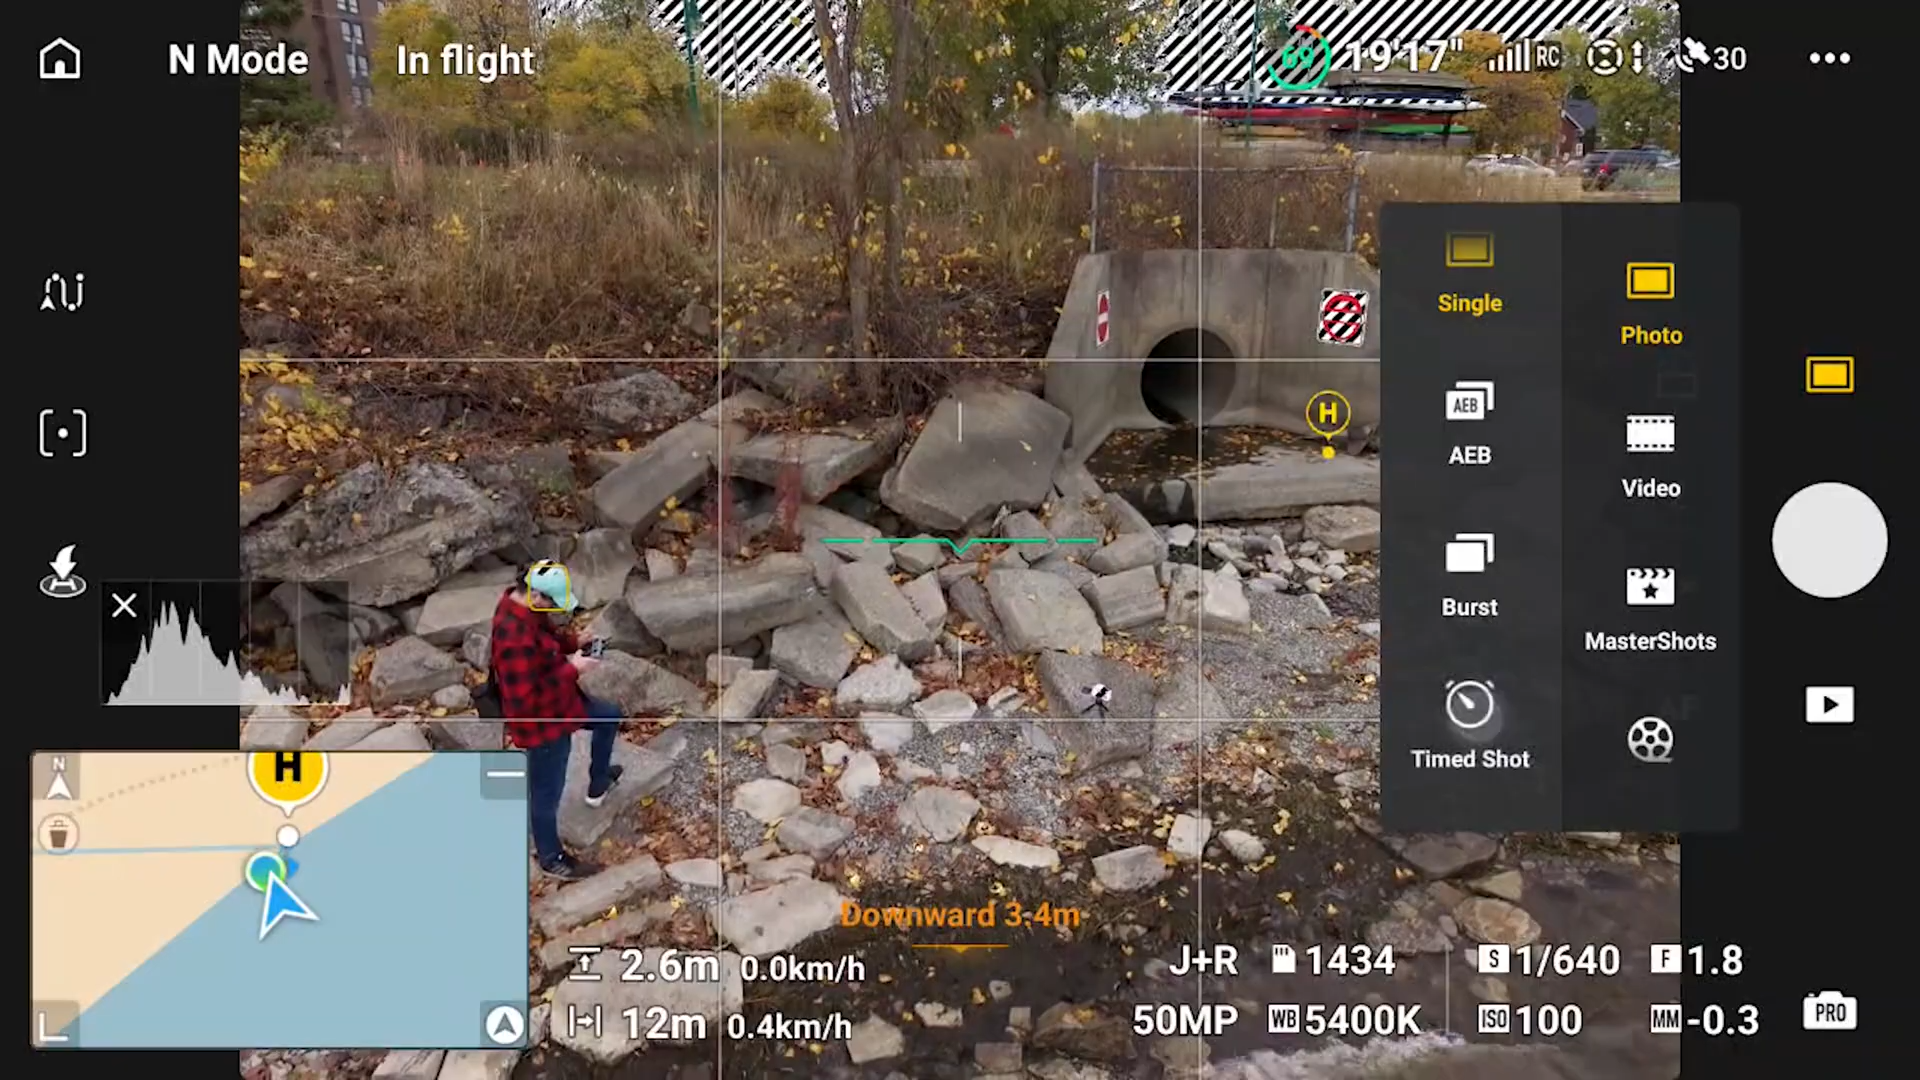 N Mode
In flight
69
19'17"
RC
30
Single
Photo
AEB
AEB
Video
Burst
MasterShots
Timed Shot
H
N
H
Downward 3.4m
2.6m 0.0km/h
12m 0.4km/h
J+R 1434
S 1/640 F 1.8
50MP WB 5400K
ISO 100 MM -0.3
PRO